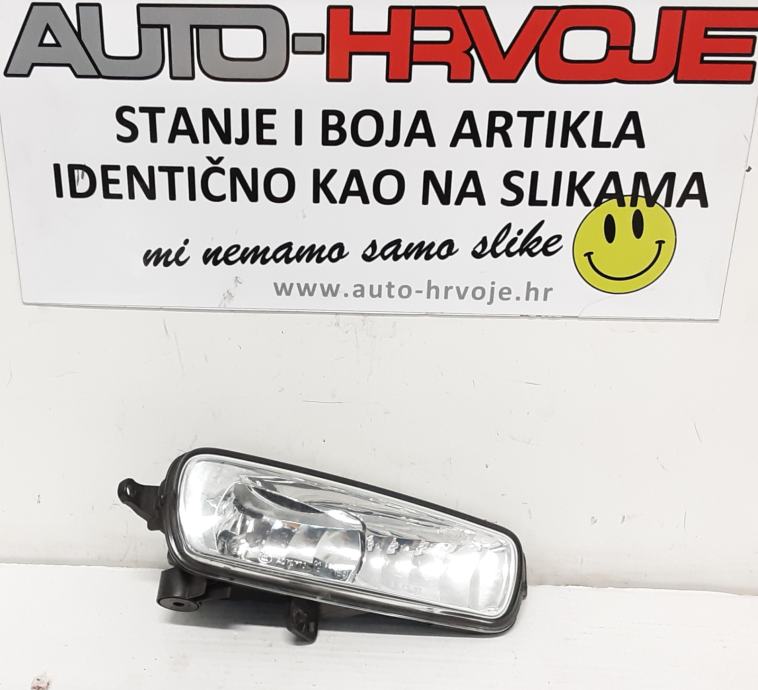 AUTO-HRVOJE
STANJE I BOJA ARTIKLA
IDENTIČNO KAO NA SLIKAMA
mi nemamo samo slike
www.auto-hrvoje.hr